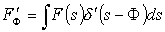 F′_Φ = ∫F(s)δ′(s − Φ)ds